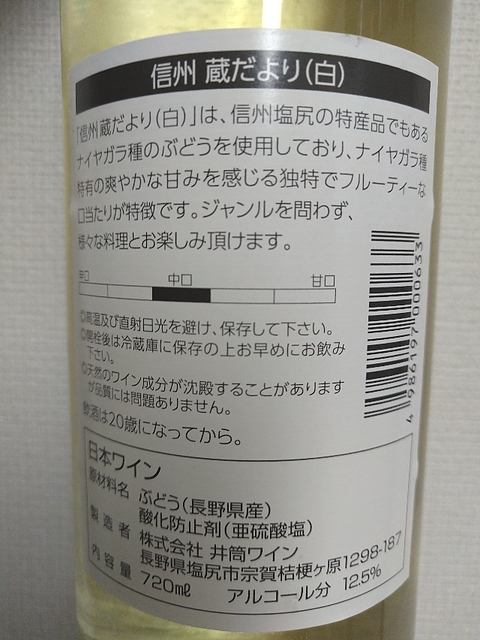 信州 蔵だより(白)
「信州 蔵だより(白)」は、信州塩尻の特産品でもある
ナイヤガラ種のぶどうを使用しており、ナイヤガラ種
特有の爽やかな甘みを感じる独特でフルーティーな
口当たりが特徴です。ジャンルを問わず、
様々な料理とお楽しみ頂けます。
辛口 中口 甘口
◎高温及び直射日光を避け、保存して下さい。
◎開栓後は冷蔵庫に保存の上お早めにお飲み
下さい。
◎天然のワイン成分が沈殿することがあります
が品質には問題ありません。
飲酒は20歳になってから。
4 986197 000633
日本ワイン
原材料名 ぶどう(長野県産)
酸化防止剤(亜硫酸塩)
製造者 株式会社 井筒ワイン
長野県塩尻市宗賀桔梗ヶ原1298-187
内容量 720mℓ アルコール分 12.5%